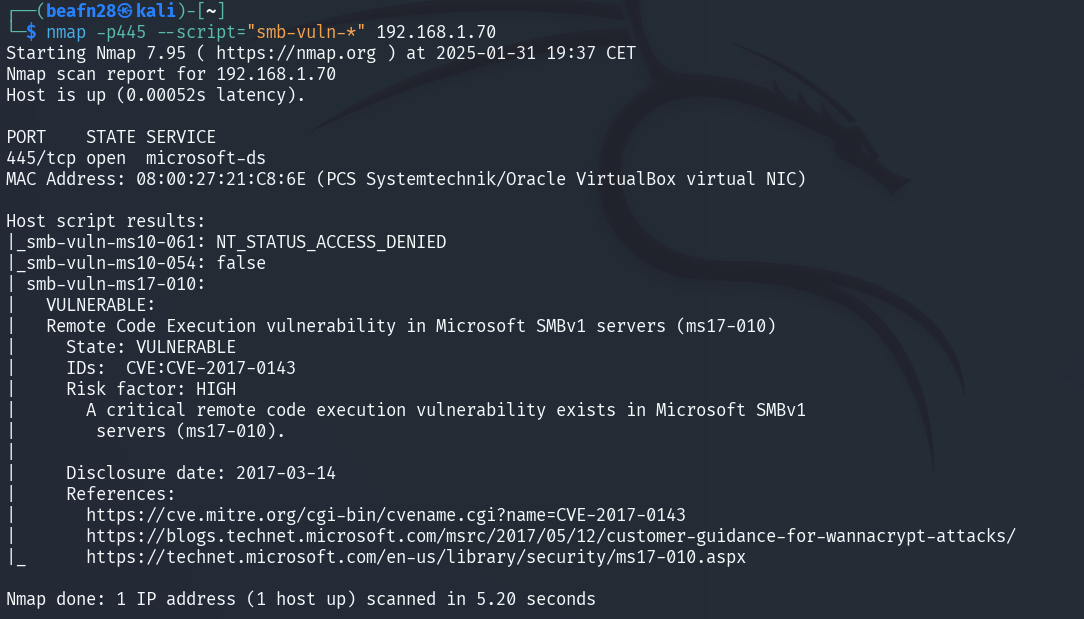 ┌──(beafn28㉿kali)-[~]
└─$ nmap -p445 --script="smb-vuln-*" 192.168.1.70
Starting Nmap 7.95 ( https://nmap.org ) at 2025-01-31 19:37 CET
Nmap scan report for 192.168.1.70
Host is up (0.00052s latency).

PORT    STATE SERVICE
445/tcp open  microsoft-ds
MAC Address: 08:00:27:21:C8:6E (PCS Systemtechnik/Oracle VirtualBox virtual NIC)

Host script results:
|_smb-vuln-ms10-061: NT_STATUS_ACCESS_DENIED
|_smb-vuln-ms10-054: false
| smb-vuln-ms17-010:
|   VULNERABLE:
|   Remote Code Execution vulnerability in Microsoft SMBv1 servers (ms17-010)
|     State: VULNERABLE
|     IDs:  CVE:CVE-2017-0143
|     Risk factor: HIGH
|       A critical remote code execution vulnerability exists in Microsoft SMBv1
|        servers (ms17-010).
|
|     Disclosure date: 2017-03-14
|     References:
|       https://cve.mitre.org/cgi-bin/cvename.cgi?name=CVE-2017-0143
|       https://blogs.technet.microsoft.com/msrc/2017/05/12/customer-guidance-for-wannacrypt-attacks/
|_      https://technet.microsoft.com/en-us/library/security/ms17-010.aspx

Nmap done: 1 IP address (1 host up) scanned in 5.20 seconds